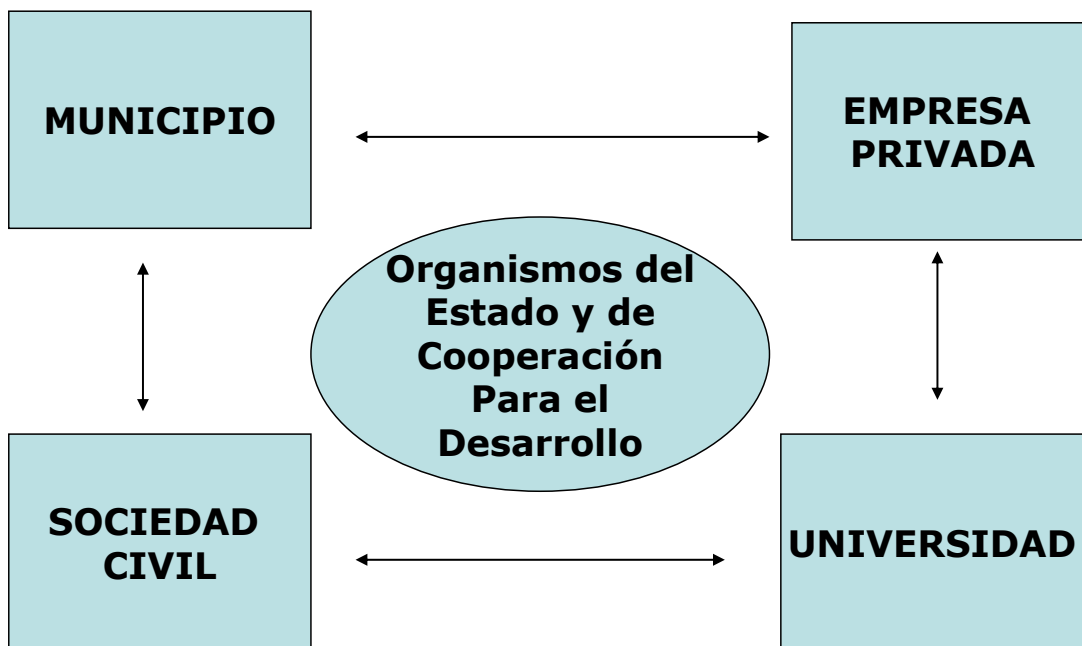 MUNICIPIO
EMPRESA
PRIVADA
Organismos del
Estado y de
Cooperación
Para el
Desarrollo
SOCIEDAD
CIVIL
UNIVERSIDAD